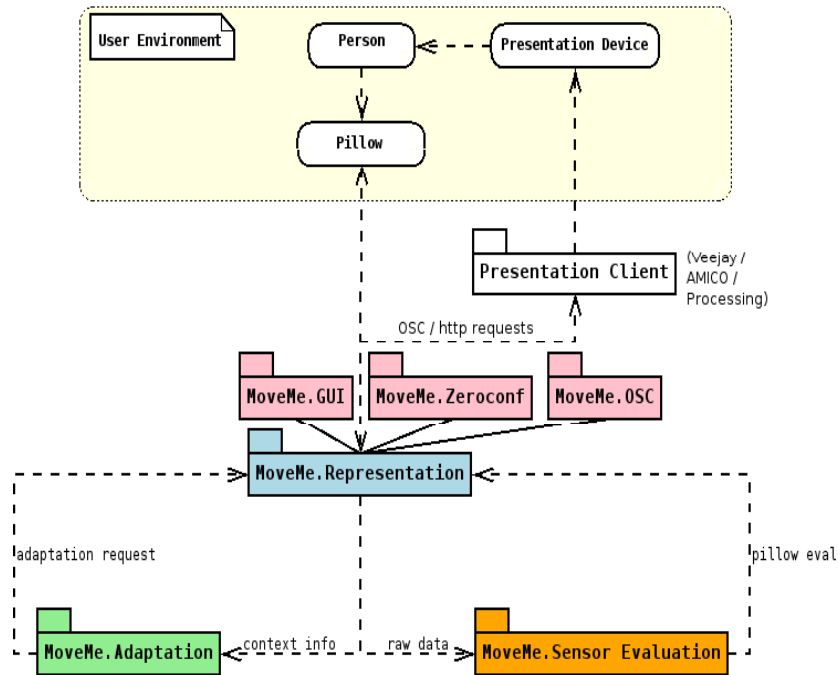 User Environment
Person
Presentation Device
Pillow
Presentation Client
(Veejay /
AMICO /
Processing)
OSC / http requests
MoveMe.GUI
MoveMe.Zeroconf
MoveMe.OSC
MoveMe.Representation
adaptation request
pillow eval
MoveMe.Adaptation
context info
raw data
MoveMe.Sensor Evaluation